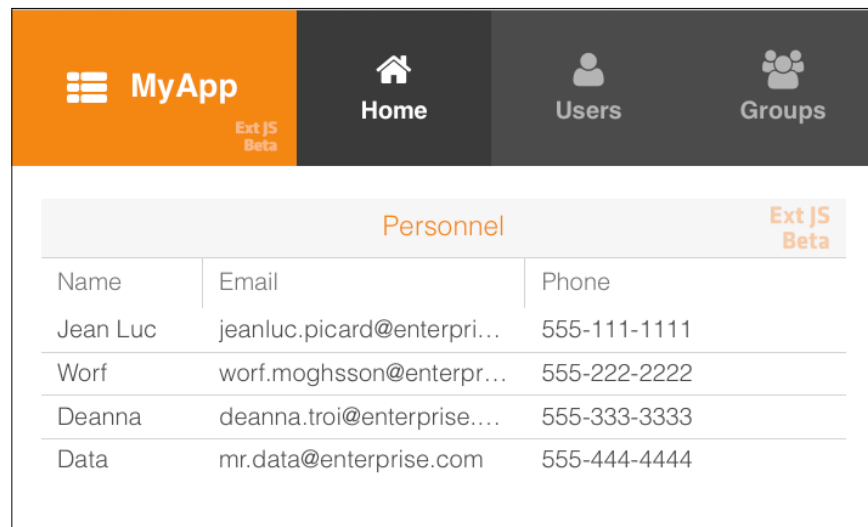 MyApp
Ext JS
Beta
Home
Users
Groups
Personnel
Ext JS
Beta
Name Email Phone
Jean Luc jeanluc.picard@enterpri... 555-111-1111
Worf worf.moghsson@enterpr... 555-222-2222
Deanna deanna.troi@enterprise.... 555-333-3333
Data mr.data@enterprise.com 555-444-4444